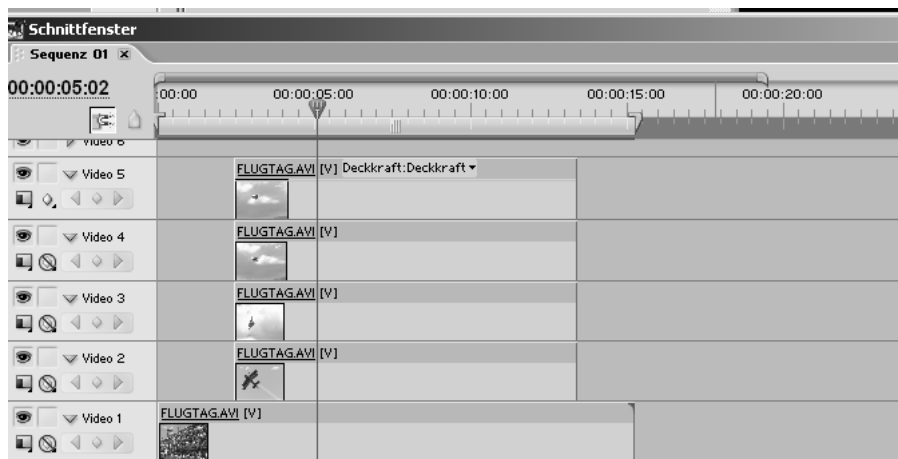 Schnittfenster
Sequenz 01
00:00:05:02
:00:00 00:00:05:00 00:00:10:00 00:00:15:00 00:00:20:00
Video 6
Video 5 FLUGTAG.AVI [V] Deckkraft:Deckkraft
Video 4 FLUGTAG.AVI [V]
Video 3 FLUGTAG.AVI [V]
Video 2 FLUGTAG.AVI [V]
Video 1 FLUGTAG.AVI [V]